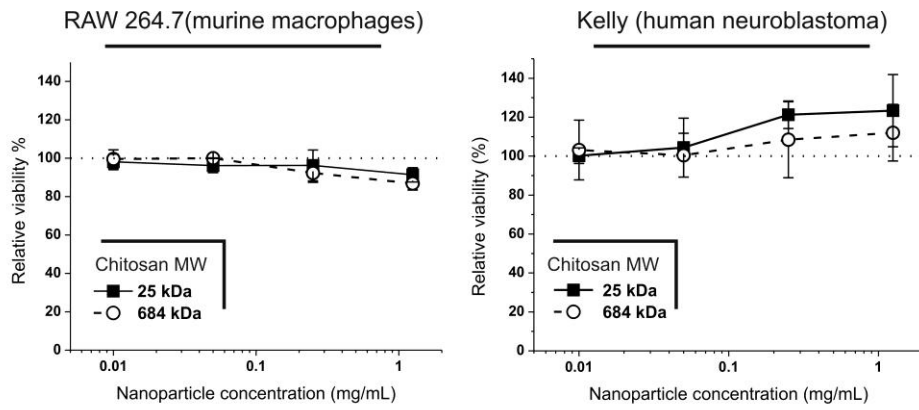 RAW 264.7(murine macrophages)
140
120
100
80
60
40
20
0
Relative viability %
Chitosan MW
25 kDa
684 kDa
0.01
0.1
1
Nanoparticle concentration (mg/mL)
Kelly (human neuroblastoma)
140
120
100
80
60
40
20
0
Relative viability (%)
Chitosan MW
25 kDa
684 kDa
0.01
0.1
1
Nanoparticle concentration (mg/mL)